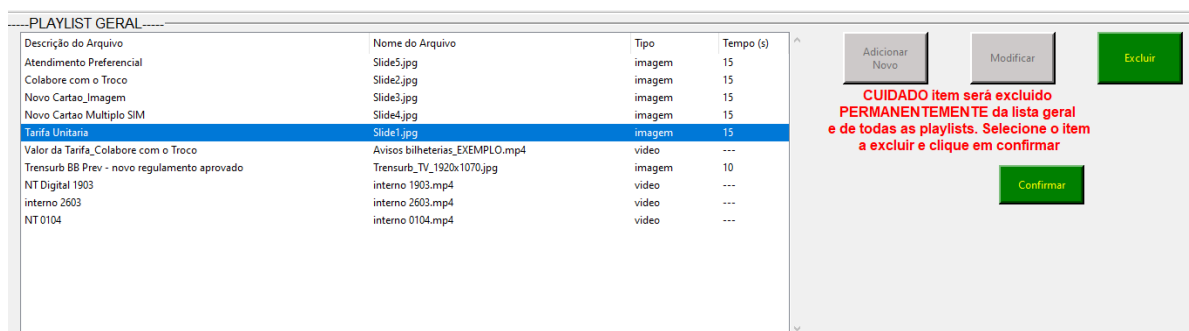 -----PLAYLIST GERAL-----
Descrição do Arquivo Nome do Arquivo Tipo Tempo (s)
Atendimento Preferencial Slide5.jpg imagem 15
Colabore com o Troco Slide2.jpg imagem 15
Novo Cartao_Imagem Slide3.jpg imagem 15
Novo Cartao Multiplo SIM Slide4.jpg imagem 15
Tarifa Unitaria Slide1.jpg imagem 15
Valor da Tarifa_Colabore com o Troco Avisos bilheterias_EXEMPLO.mp4 video ---
Trensurb BB Prev - novo regulamento aprovado Trensurb_TV_1920x1070.jpg imagem 10
NT Digital 1903 interno 1903.mp4 video ---
interno 2603 interno 2603.mp4 video ---
NT 0104 interno 0104.mp4 video ---
Adicionar
Novo
Modificar
Excluir
CUIDADO item será excluido
PERMANENTEMENTE da lista geral
e de todas as playlists. Selecione o item
a excluir e clique em confirmar
Confirmar